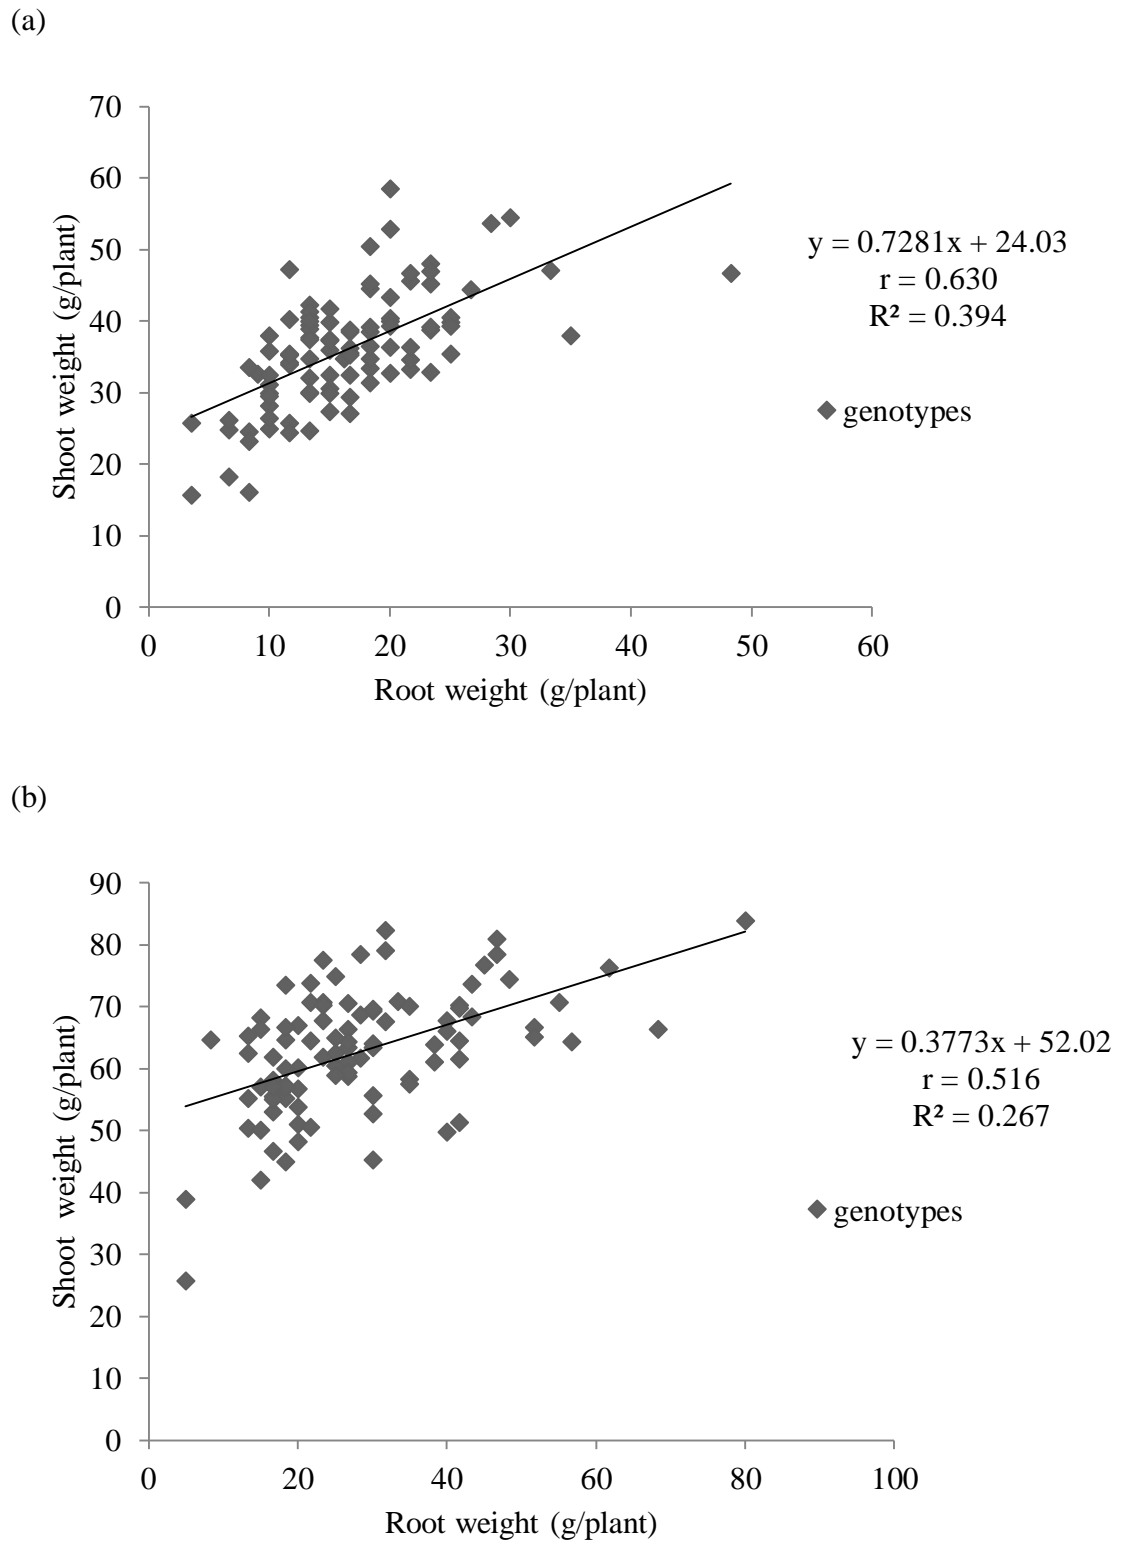 (a)
70
60
50
40
30
20
10
0
Shoot weight (g/plant)
y = 0.7281x + 24.03
r = 0.630
R² = 0.394
genotypes
0 10 20 30 40 50 60
Root weight (g/plant)
(b)
90
80
70
60
50
40
30
20
10
0
Shoot weight (g/plant)
y = 0.3773x + 52.02
r = 0.516
R² = 0.267
genotypes
0 20 40 60 80 100
Root weight (g/plant)